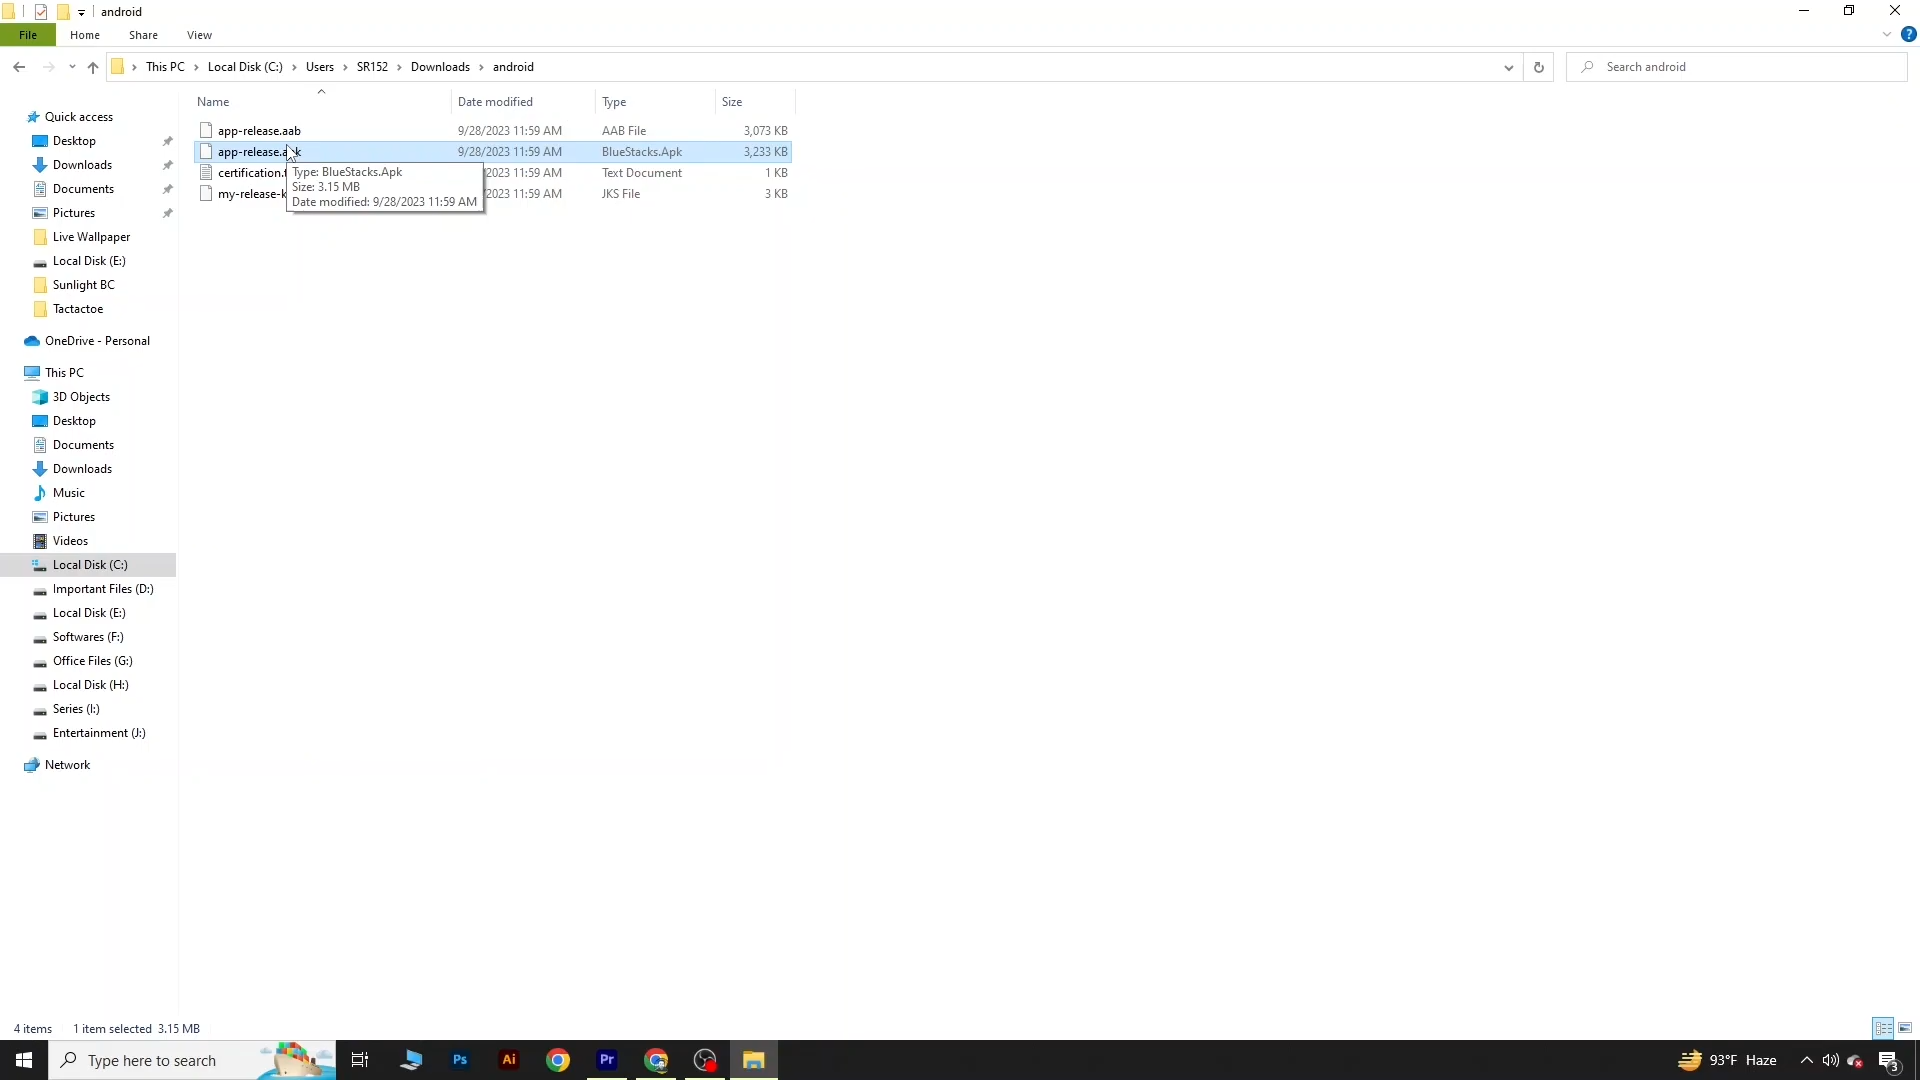 android
File
Home
Share
View
This PC
Local Disk (C:)
Users
SR152
Downloads
android
Search android
Name
Date modified
Type
Size
app-release.aab
9/28/2023 11:59 AM
AAB File
3,073 KB
app-release.apk
9/28/2023 11:59 AM
BlueStacks.Apk
3,233 KB
certification.
/2023 11:59 AM
Text Document
1 KB
my-release-k
2023 11:59 AM
JKS File
3 KB
Type: BlueStacks.Apk
Size: 3.15 MB
Date modified: 9/28/2023 11:59 AM
Quick access
Desktop
Downloads
Documents
Pictures
Live Wallpaper
Local Disk (E:)
Sunlight BC
Tactactoe
OneDrive - Personal
This PC
3D Objects
Desktop
Documents
Downloads
Music
Pictures
Videos
Local Disk (C:)
Important Files (D:)
Local Disk (E:)
Softwares (F:)
Office Files (G:)
Local Disk (H:)
Series (I:)
Entertainment (J:)
Network
4 items
1 item selected 3.15 MB
Type here to search
Ps
Ai
Pr
93°F Haze
3